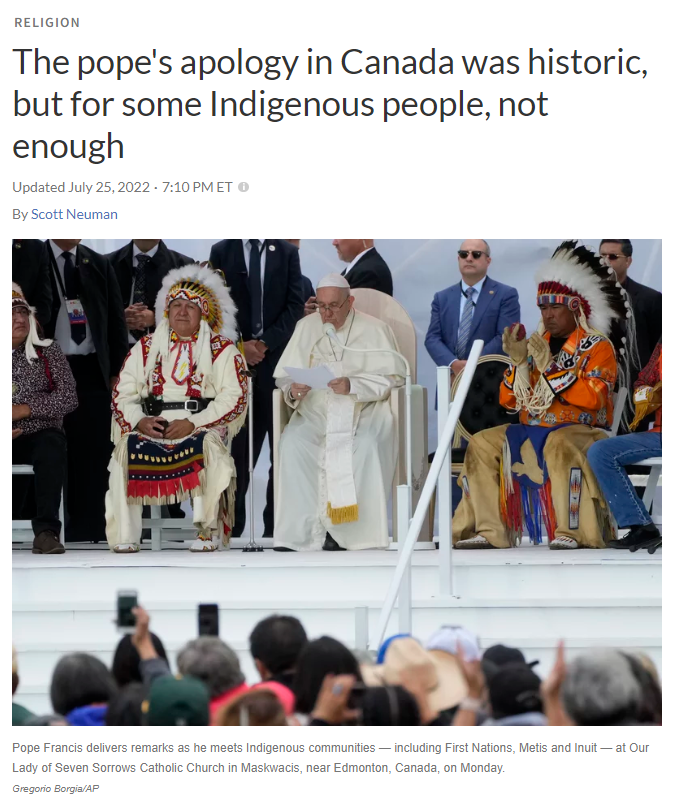 RELIGION
The pope's apology in Canada was historic,
but for some Indigenous people, not
enough
Updated July 25, 2022 · 7:10 PM ET
By Scott Neuman
Pope Francis delivers remarks as he meets Indigenous communities — including First Nations, Metis and Inuit — at Our
Lady of Seven Sorrows Catholic Church in Maskwacis, near Edmonton, Canada, on Monday.
Gregorio Borgia/AP